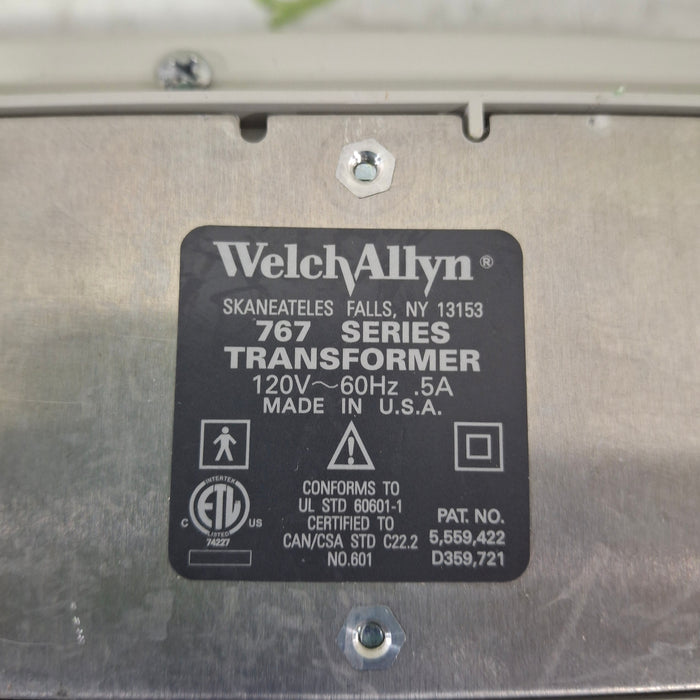 WelchAllyn ®
SKANEATELES FALLS, NY 13153
767 SERIES
TRANSFORMER
120V~60Hz .5A
MADE IN U.S.A.
INTERTEK
C ETL US
LISTED
74227
CONFORMS TO
UL STD 60601-1
CERTIFIED TO
CAN/CSA STD C22.2
NO.601
PAT. NO.
5,559,422
D359,721